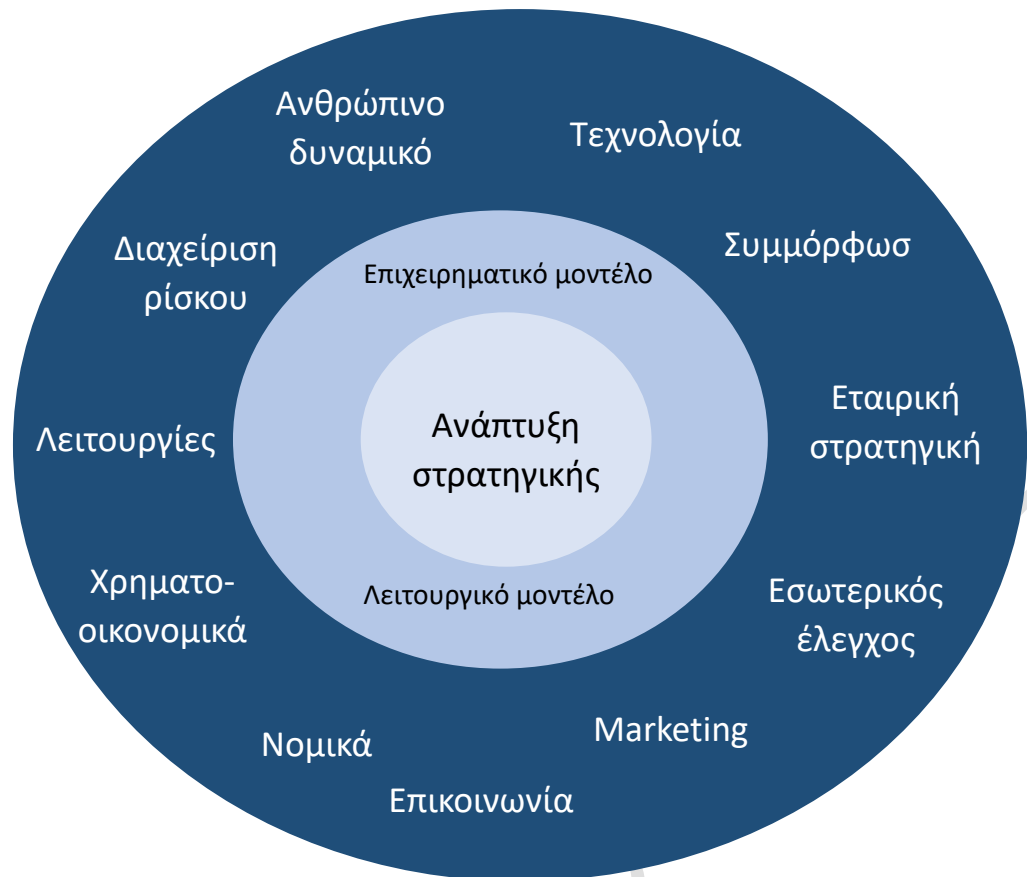 Ανθρώπινο
δυναμικό
Τεχνολογία
Συμμόρφωσ
Διαχείριση
ρίσκου
Επιχειρηματικό μοντέλο
Εταιρική
στρατηγική
Ανάπτυξη
στρατηγικής
Λειτουργίες
Χρηματο-
οικονομικά
Λειτουργικό μοντέλο
Εσωτερικός
έλεγχος
Marketing
Νομικά
Επικοινωνία